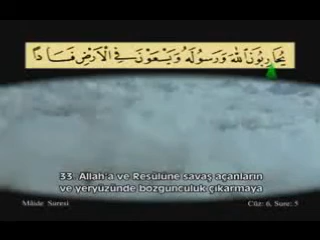 يُحَارِبُونَ اللّٰهَ وَرَسُولَهُ وَيَسْعَوْنَ فِي الْاَرْضِ فَسَادًا
33. Allah'a ve Resûlüne savaş açanların
ve yeryüzünde bozgunculuk çıkarmaya
Mâide Suresi
Cüz: 6, Sure: 5